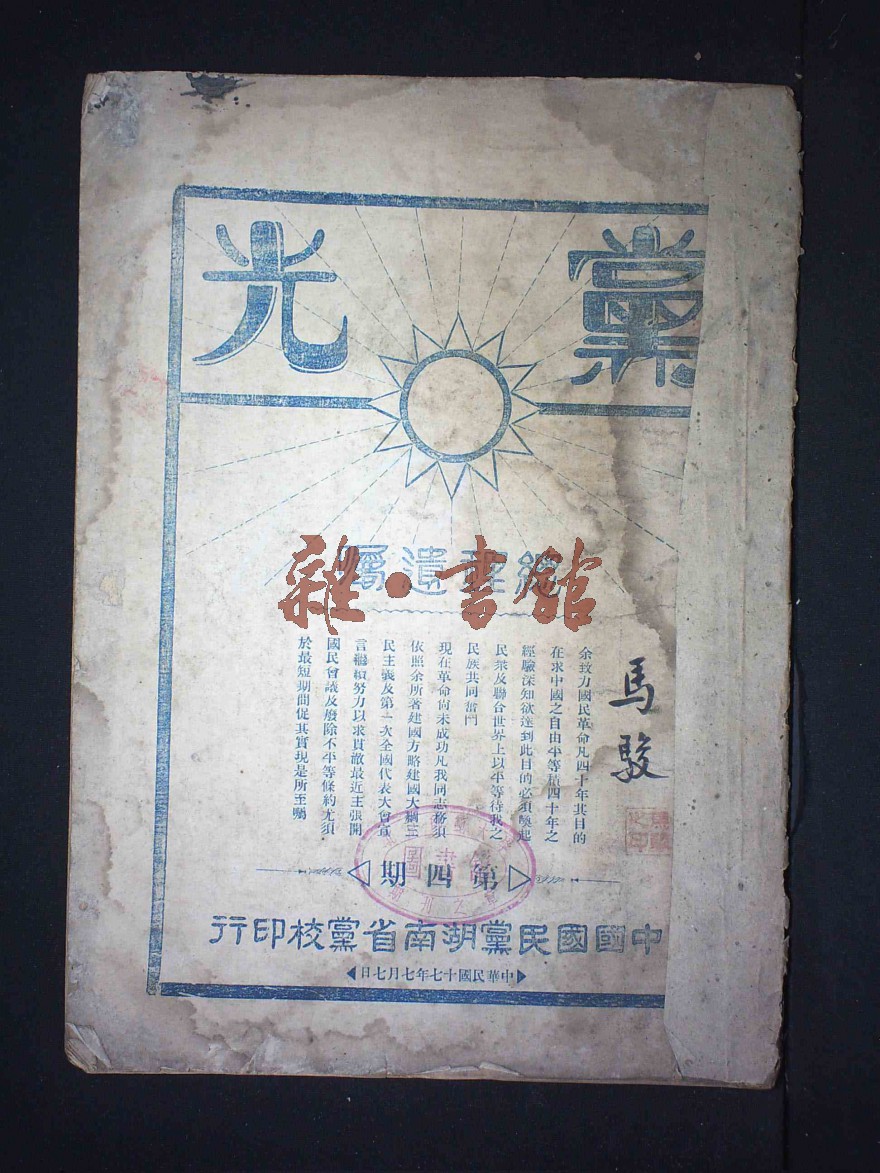 黨光
總理遺囑
余致力國民革命凡四十年其目的
在求中國之自由平等積四十年之
經驗深知欲達到此目的必須喚起
民衆及聯合世界上以平等待我之
民族共同奮鬥
現在革命尙未成功凡我同志務須
依照余所著建國方略建國大綱三
民主義及第一次全國代表大會宣
言繼續努力以求貫澈最近主張開
國民會議及廢除不平等條約尤須
於最短期間促其實現是所至囑
馬駿
第四期
中國國民黨湖南省黨校印行
中華民國十七年七月七日
雜·書館
圖書